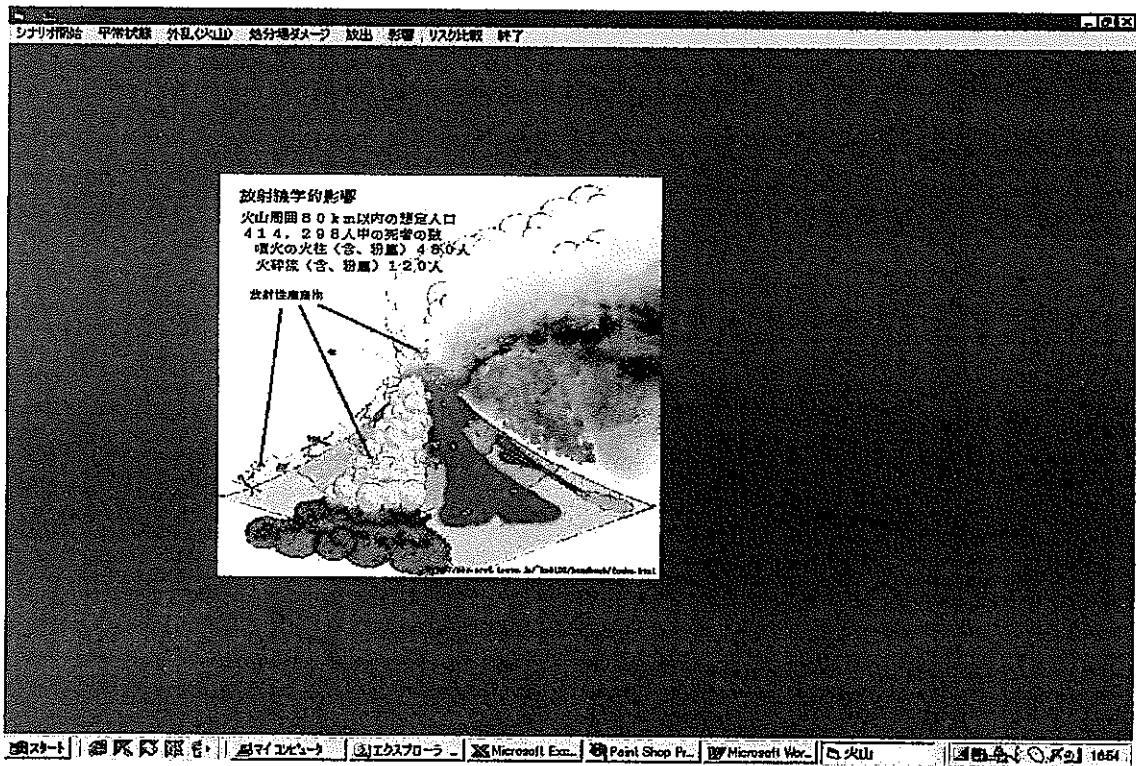 シナリオ開始 平常状態 外乱(火山) 処分場ダメージ 放出 影響 リスク比較 終了
放射線学的影響
火山周囲80km以内の想定人口
414,298人中の死者の数
噴火の火柱(含、粉塵)480人
火砕流(含、粉塵)120人
放射性廃棄物
スタート マイ コンピュータ エクスプローラ Microsoft Exc... Paint Shop Pr... Microsoft Wor... 火山 1654